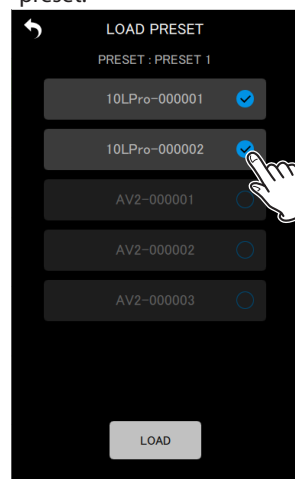 preset.
LOAD PRESET
PRESET : PRESET 1
10LPro-000001
10LPro-000002
AV2-000001
AV2-000002
AV2-000003
LOAD